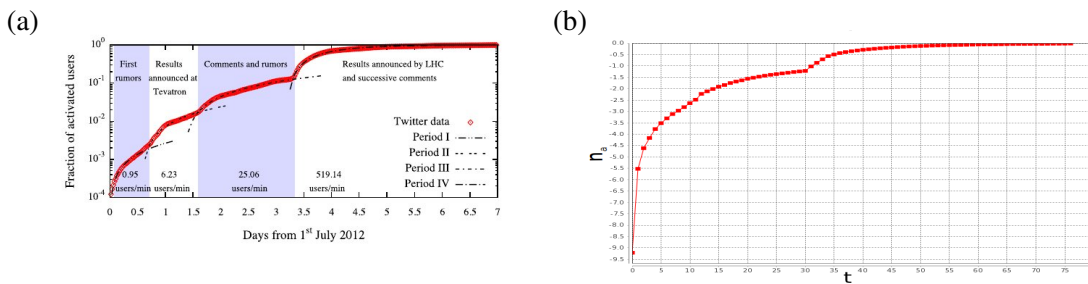 (a)
(b)
Fraction of activated users
10⁰
10⁻¹
10⁻²
10⁻³
10⁻⁴
First
rumors
Results
announced at
Tevatron
Comments and rumors
Results announced by LHC
and successive comments
Twitter data
Period I
Period II
Period III
Period IV
0.95
users/min
6.23
users/min
25.06
users/min
519.14
users/min
0 0.5 1 1.5 2 2.5 3 3.5 4 4.5 5 5.5 6 6.5 7
Days from 1ˢᵗ July 2012
nₐ
0.0
-0.5
-1.0
-1.5
-2.0
-2.5
-3.0
-3.5
-4.0
-4.5
-5.0
-5.5
-6.0
-6.5
-7.0
-7.5
-8.0
-8.5
-9.0
-9.5
0 5 10 15 20 25 30 35 40 45 50 55 60 65 70 75
t